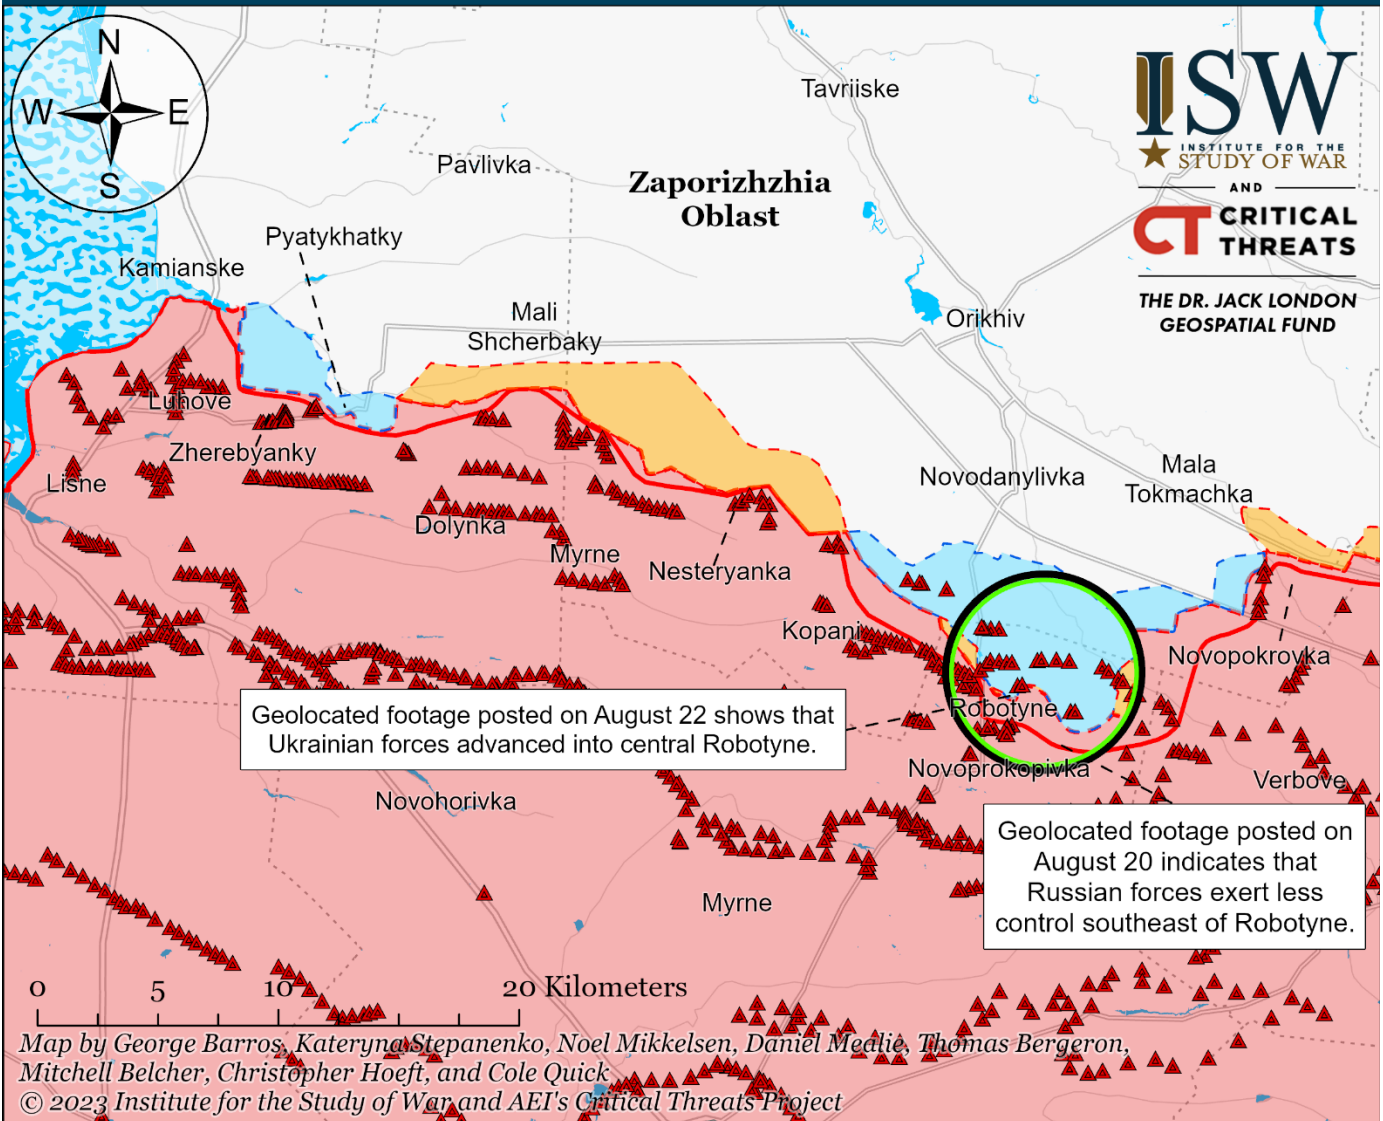 N
W
E
S
Tavriiske
ISW
INSTITUTE FOR THE
STUDY OF WAR
AND
CT CRITICAL
THREATS
THE DR. JACK LONDON
GEOSPATIAL FUND
Pavlivka
Zaporizhzhia
Oblast
Pyatykhatky
Kamianske
Mali
Shcherbaky
Orikhiv
Luhove
Zherebyanky
Lisne
Novodanylivka
Mala
Tokmachka
Dolynka
Myrne
Nesteryanka
Kopani
Novopokrovka
Robotyne
Geolocated footage posted on August 22 shows that
Ukrainian forces advanced into central Robotyne.
Novoprokopivka
Verbove
Novohorivka
Geolocated footage posted on
August 20 indicates that
Russian forces exert less
control southeast of Robotyne.
Myrne
0 5 10 20 Kilometers
Map by George Barros, Kateryna Stepanenko, Noel Mikkelsen, Daniel Mealie, Thomas Bergeron,
Mitchell Belcher, Christopher Hoeft, and Cole Quick
© 2023 Institute for the Study of War and AEI's Critical Threats Project